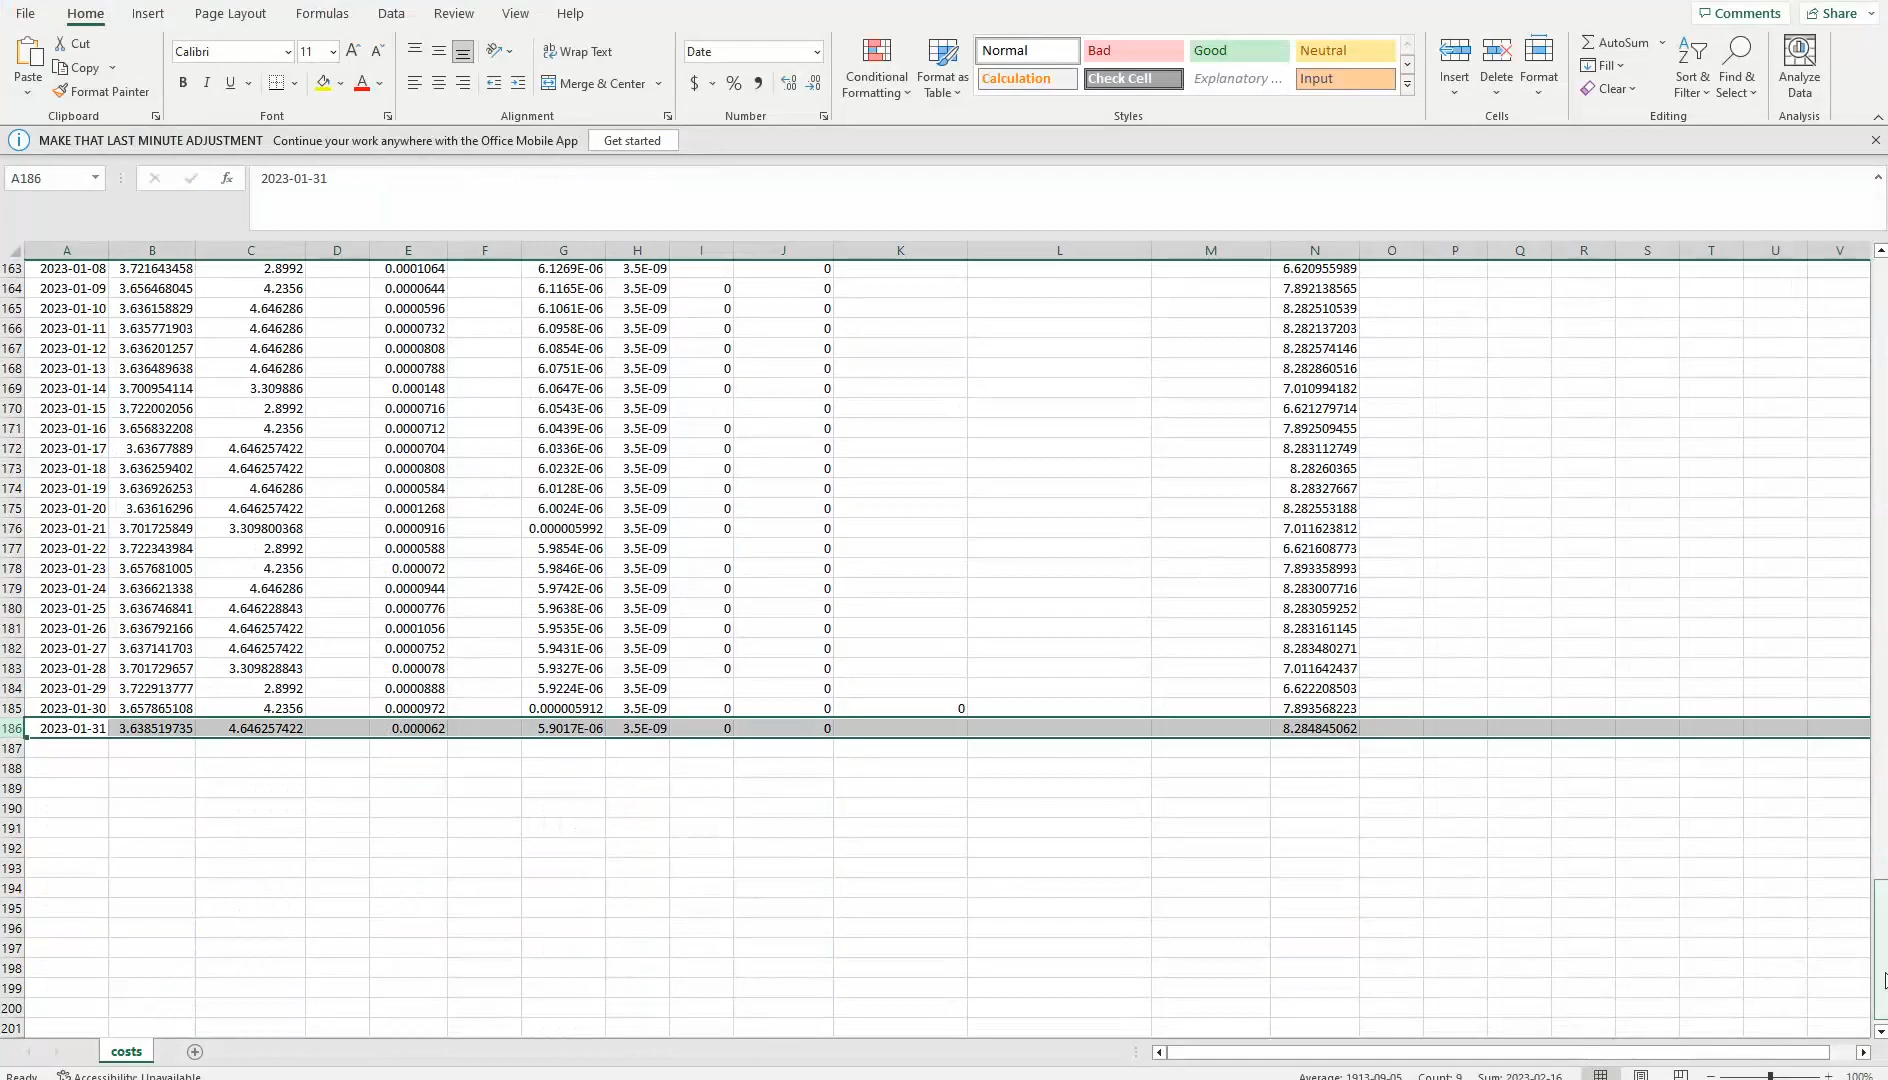 File Home Insert Page Layout Formulas Data Review View Help Comments Share
Paste Cut Copy Format Painter Clipboard
Calibri 11 A A B I U A Font
ab Wrap Text Merge & Center Alignment
Date $ % , Number
Conditional Formatting Format as Table Normal Bad Good Neutral
Calculation Check Cell Explanatory ... Input Styles
Insert Delete Format Cells
AutoSum Fill Clear Sort & Filter Find & Select Editing
Analyze Data Analysis
MAKE THAT LAST MINUTE ADJUSTMENT Continue your work anywhere with the Office Mobile App Get started
A186 fx 2023-01-31
A B C D E F G H I J K L M N O P Q R S T U V
163 2023-01-08 3.721643458 2.8992 0.0001064 6.1269E-06 3.5E-09 0 6.620955989
164 2023-01-09 3.656468045 4.2356 0.0000644 6.1165E-06 3.5E-09 0 0 7.892138565
165 2023-01-10 3.636158829 4.646286 0.0000596 6.1061E-06 3.5E-09 0 0 8.282510539
166 2023-01-11 3.635771903 4.646286 0.0000732 6.0958E-06 3.5E-09 0 0 8.282137203
167 2023-01-12 3.636201257 4.646286 0.0000808 6.0854E-06 3.5E-09 0 0 8.282574146
168 2023-01-13 3.636489638 4.646286 0.0000788 6.0751E-06 3.5E-09 0 0 8.282860516
169 2023-01-14 3.700954114 3.309886 0.000148 6.0647E-06 3.5E-09 0 0 7.010994182
170 2023-01-15 3.722002056 2.8992 0.0000716 6.0543E-06 3.5E-09 0 6.621279714
171 2023-01-16 3.656832208 4.2356 0.0000712 6.0439E-06 3.5E-09 0 0 7.892509455
172 2023-01-17 3.63677889 4.646257422 0.0000704 6.0336E-06 3.5E-09 0 0 8.283112749
173 2023-01-18 3.636259402 4.646257422 0.0000808 6.0232E-06 3.5E-09 0 0 8.28260365
174 2023-01-19 3.636926253 4.646286 0.0000584 6.0128E-06 3.5E-09 0 0 8.28327667
175 2023-01-20 3.63616296 4.646257422 0.0001268 6.0024E-06 3.5E-09 0 0 8.282553188
176 2023-01-21 3.701725849 3.309800368 0.0000916 0.000005992 3.5E-09 0 0 7.011623812
177 2023-01-22 3.722343984 2.8992 0.0000588 5.9854E-06 3.5E-09 0 6.621608773
178 2023-01-23 3.657681005 4.2356 0.000072 5.9846E-06 3.5E-09 0 0 7.893358993
179 2023-01-24 3.636621338 4.646286 0.0000944 5.9742E-06 3.5E-09 0 0 8.283007716
180 2023-01-25 3.636746841 4.646228843 0.0000776 5.9638E-06 3.5E-09 0 0 8.283059252
181 2023-01-26 3.636792166 4.646257422 0.0001056 5.9535E-06 3.5E-09 0 0 8.283161145
182 2023-01-27 3.637141703 4.646257422 0.0000752 5.9431E-06 3.5E-09 0 0 8.283480271
183 2023-01-28 3.701729657 3.309828843 0.000078 5.9327E-06 3.5E-09 0 0 7.011642437
184 2023-01-29 3.722913777 2.8992 0.0000888 5.9224E-06 3.5E-09 0 6.622208503
185 2023-01-30 3.657865108 4.2356 0.0000972 0.000005912 3.5E-09 0 0 0 7.893568223
186 2023-01-31 3.638519735 4.646257422 0.000062 5.9017E-06 3.5E-09 0 0 8.284845062
187
188
189
190
191
192
193
194
195
196
197
198
199
200
201
costs
Ready Accessibility: Unavailable Average: 1913-09-05 Count: 9 Sum: 2023-02-16 100%